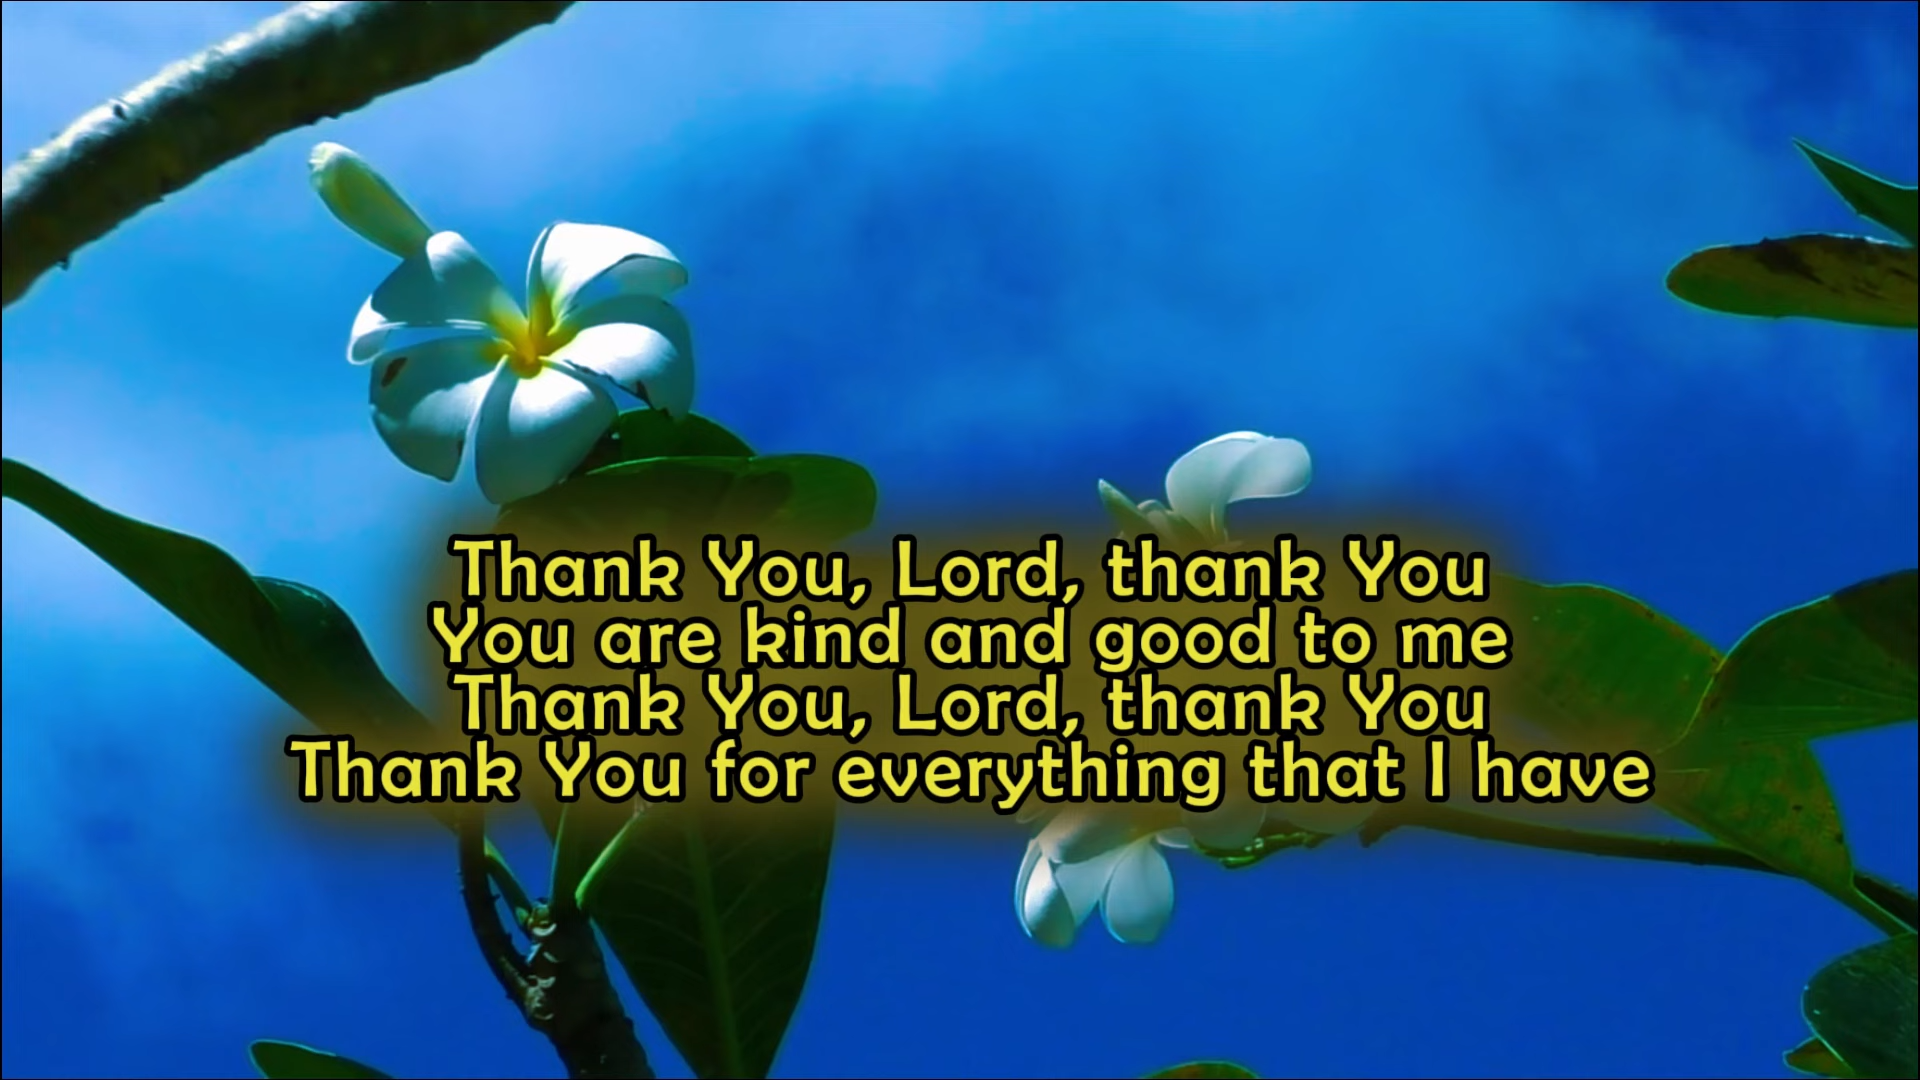 Thank You, Lord, thank You
You are kind and good to me
Thank You, Lord, thank You
Thank You for everything that I have